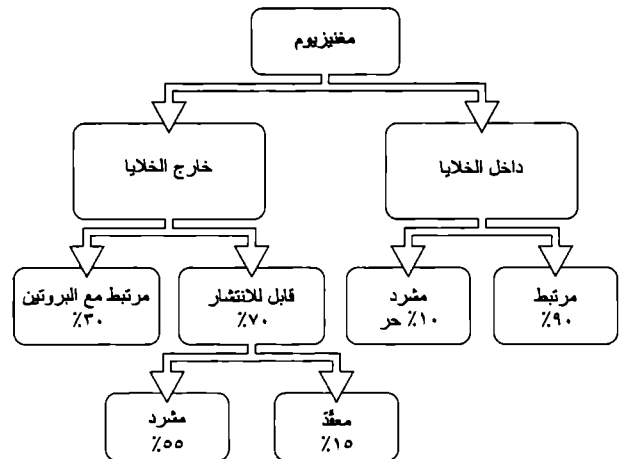 مغنيزيوم
داخل الخلايا
خارج الخلايا
مرتبط
٩٠٪
مشرد
١٠٪ حر
قابل للانتشار
٧٠٪
مرتبط مع البروتين
٣٠٪
معقّد
١٥٪
مشرد
٥٥٪